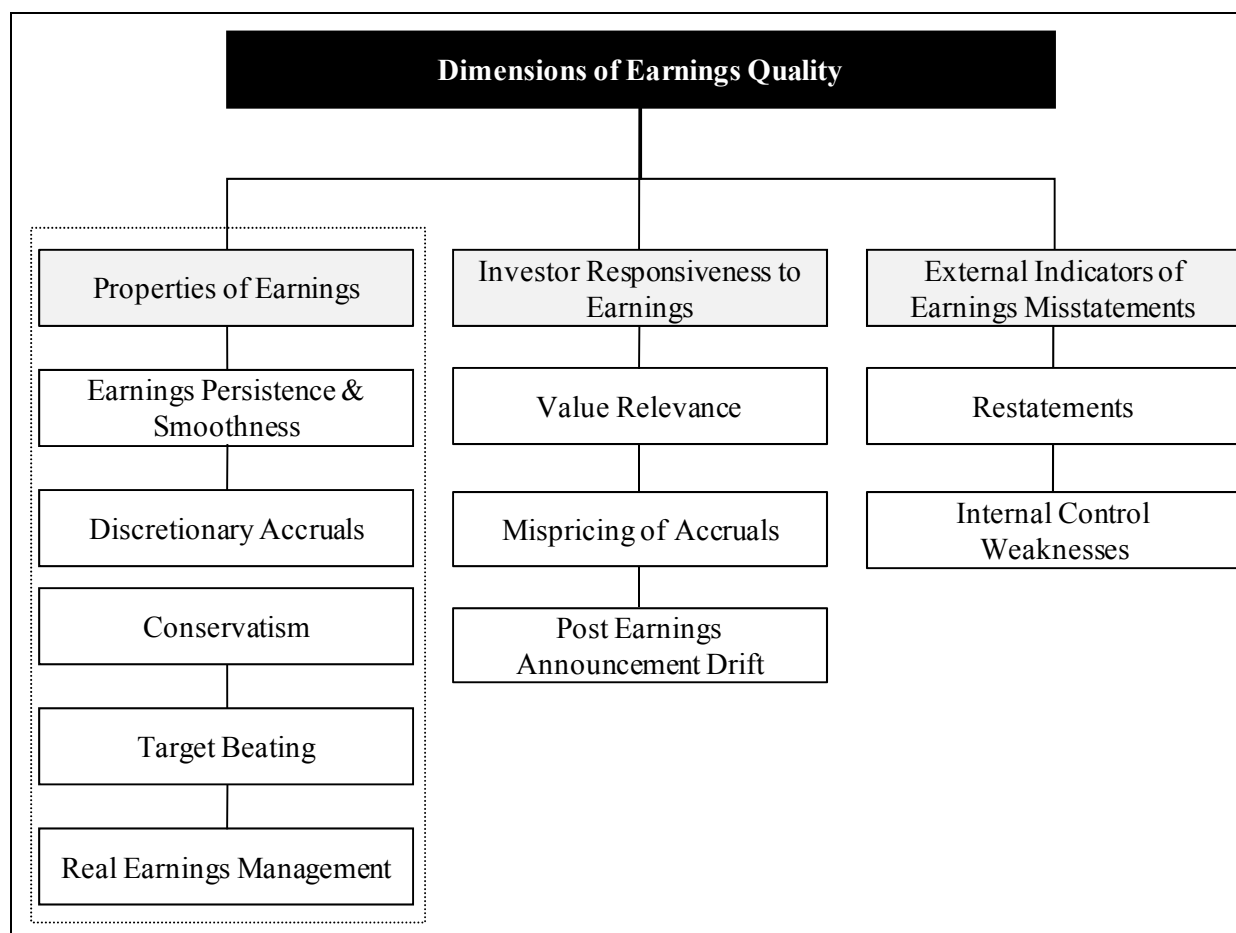 Dimensions of Earnings Quality
Properties of Earnings
Earnings Persistence &
Smoothness
Discretionary Accruals
Conservatism
Target Beating
Real Earnings Management
Investor Responsiveness to
Earnings
Value Relevance
Mispricing of Accruals
Post Earnings
Announcement Drift
External Indicators of
Earnings Misstatements
Restatements
Internal Control
Weaknesses